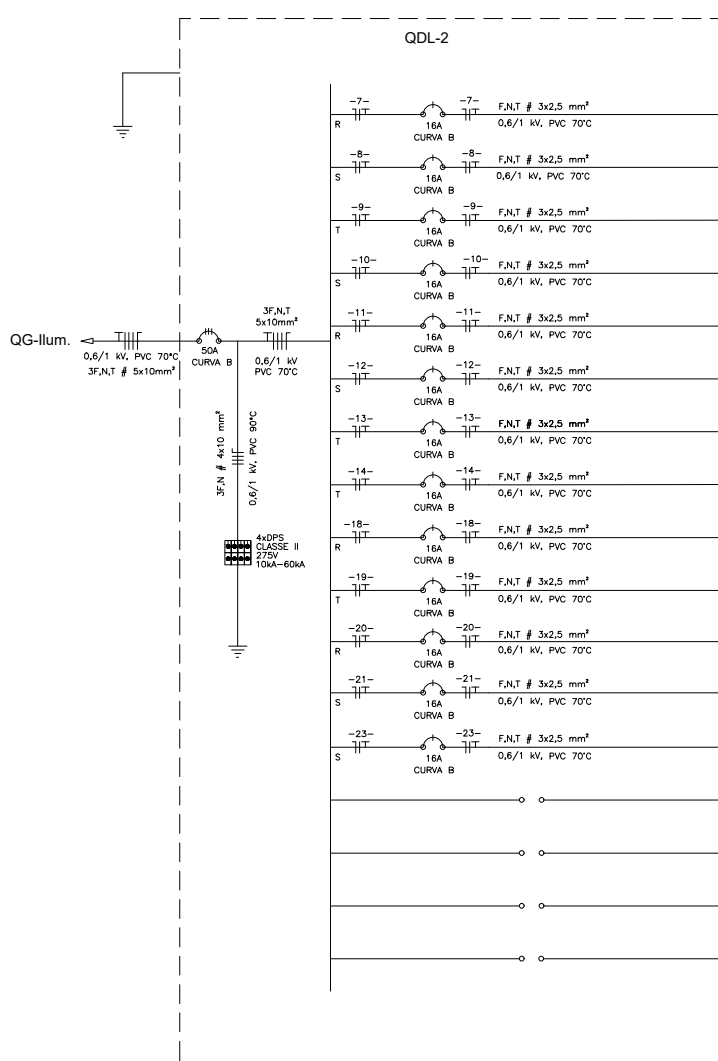 QDL-2
-7- -7- F,N,T # 3x2,5 mm²
R 16A 0,6/1 kV, PVC 70°C
CURVA B
-8- -8- F,N,T # 3x2,5 mm²
S 16A 0,6/1 kV, PVC 70°C
CURVA B
-9- -9- F,N,T # 3x2,5 mm²
T 16A 0,6/1 kV, PVC 70°C
CURVA B
-10- -10- F,N,T # 3x2,5 mm²
S 16A 0,6/1 kV, PVC 70°C
CURVA B
-11- -11- F,N,T # 3x2,5 mm²
R 16A 0,6/1 kV, PVC 70°C
CURVA B
-12- -12- F,N,T # 3x2,5 mm²
S 16A 0,6/1 kV, PVC 70°C
CURVA B
-13- -13- F,N,T # 3x2,5 mm²
T 16A 0,6/1 kV, PVC 70°C
CURVA B
-14- -14- F,N,T # 3x2,5 mm²
T 16A 0,6/1 kV, PVC 70°C
CURVA B
-18- -18- F,N,T # 3x2,5 mm²
R 16A 0,6/1 kV, PVC 70°C
CURVA B
-19- -19- F,N,T # 3x2,5 mm²
T 16A 0,6/1 kV, PVC 70°C
CURVA B
-20- -20- F,N,T # 3x2,5 mm²
R 16A 0,6/1 kV, PVC 70°C
CURVA B
-21- -21- F,N,T # 3x2,5 mm²
S 16A 0,6/1 kV, PVC 70°C
CURVA B
-23- -23- F,N,T # 3x2,5 mm²
S 16A 0,6/1 kV, PVC 70°C
CURVA B
QG-Ilum.
0,6/1 kV, PVC 70°C
3F,N,T # 5x10mm²
50A
CURVA B
3F,N,T
5x10mm²
0,6/1 kV
PVC 70°C
3F,N # 4x10 mm²
0,6/1 kV, PVC 90°C
4xDPS
CLASSE II
275V
10kA-60kA